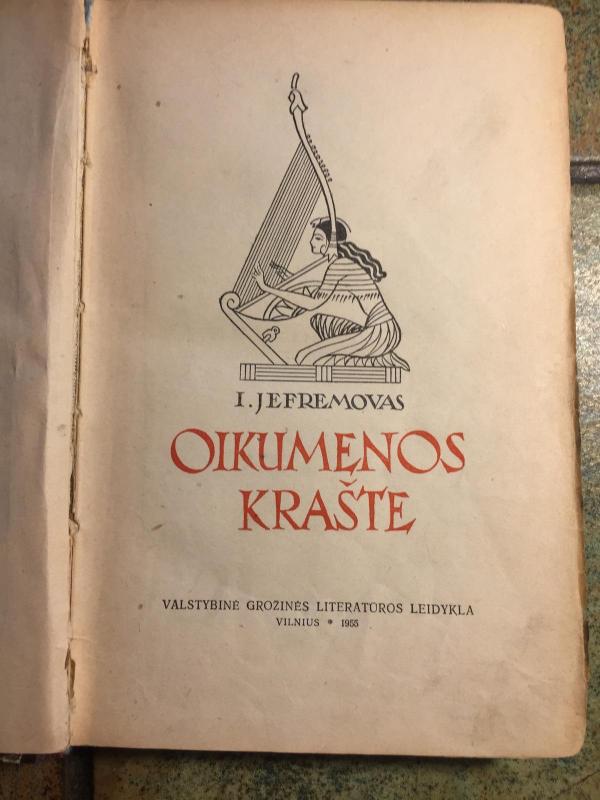 I. JEFREMOVAS
OIKUMENOS
KRAŠTE
VALSTYBINĖ GROŽINĖS LITERATŪROS LEIDYKLA
VILNIUS * 1955